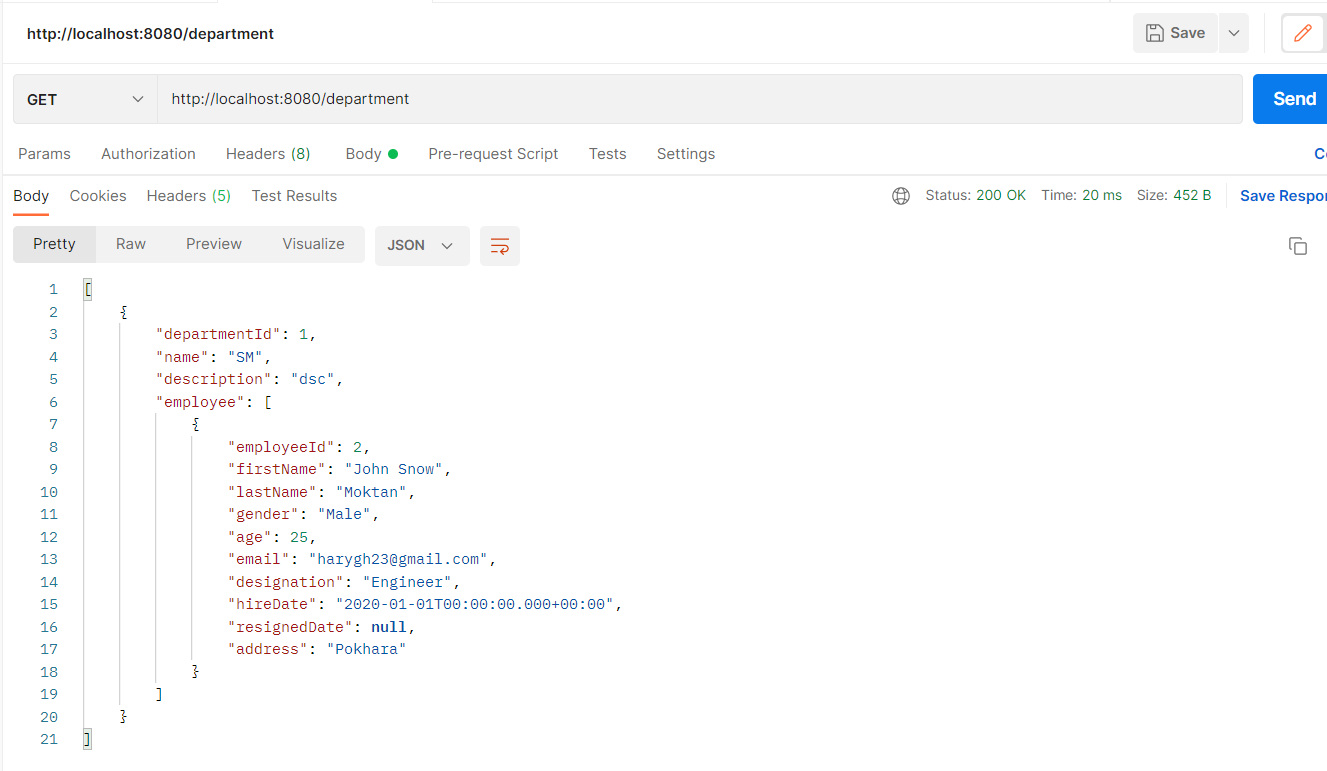 http://localhost:8080/department
Save
GET http://localhost:8080/department Send
Params Authorization Headers (8) Body Pre-request Script Tests Settings
Body Cookies Headers (5) Test Results Status: 200 OK Time: 20 ms Size: 452 B Save
Pretty Raw Preview Visualize JSON
1 [
2 {
3 "departmentId": 1,
4 "name": "SM",
5 "description": "dsc",
6 "employee": [
7 {
8 "employeeId": 2,
9 "firstName": "John Snow",
10 "lastName": "Moktan",
11 "gender": "Male",
12 "age": 25,
13 "email": "harygh23@gmail.com",
14 "designation": "Engineer",
15 "hireDate": "2020-01-01T00:00:00.000+00:00",
16 "resignedDate": null,
17 "address": "Pokhara"
18 }
19 ]
20 }
21 ]